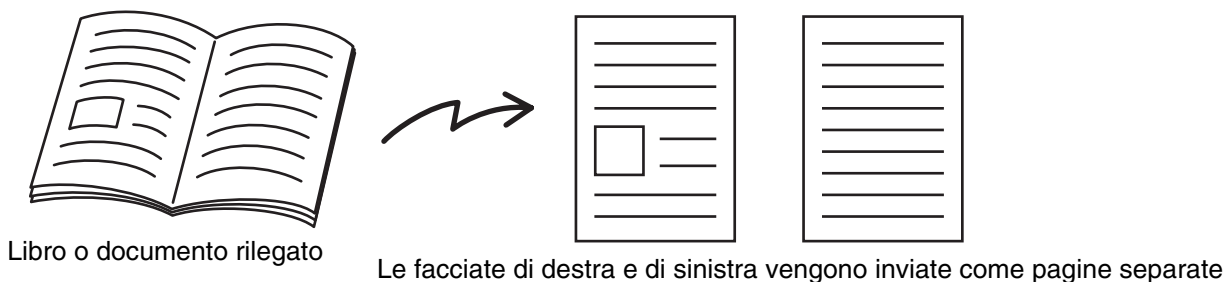 Libro o documento rilegato
Le facciate di destra e di sinistra vengono inviate come pagine separate